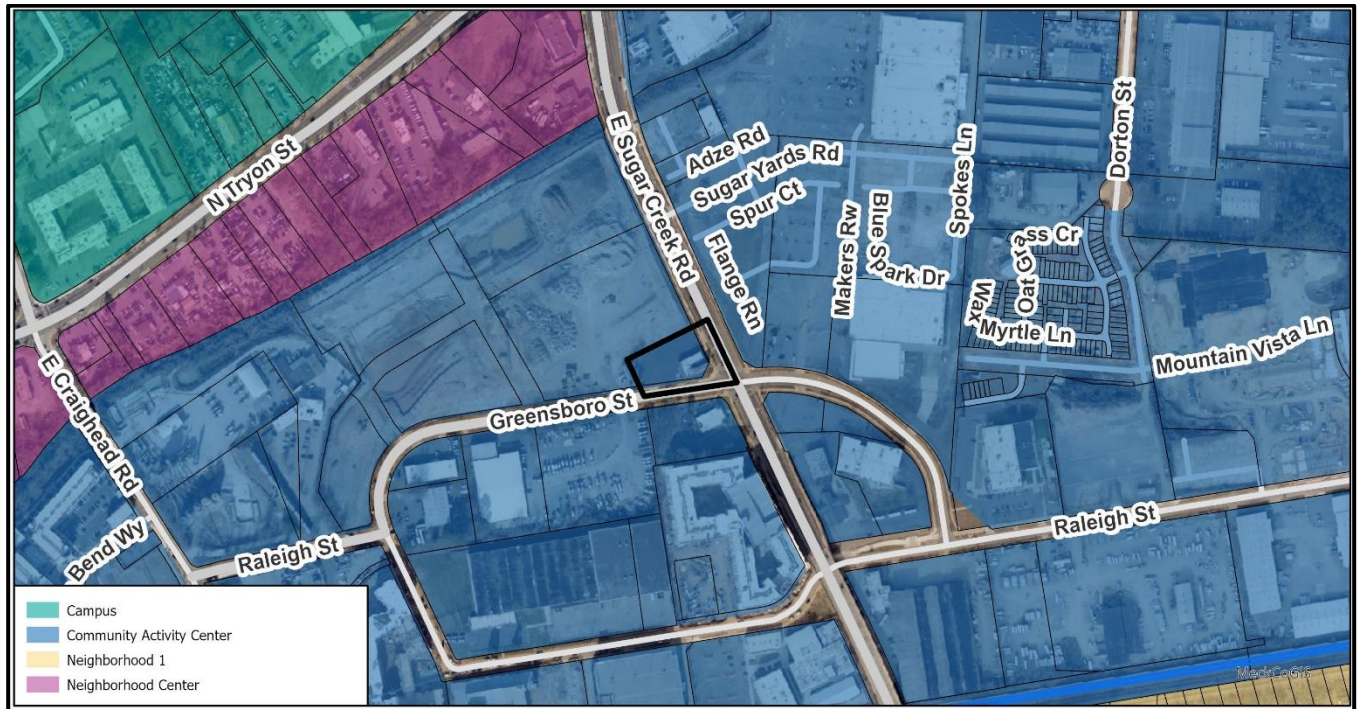 N Tryon St
E Sugar Creek Rd
Adze Rd
Sugar Yards Rd
Spur Ct
Flange Rn
Makers Rw
Blue Spark Dr
Spokes Ln
Dorton St
Oat Grass Cr
Wax Myrtle Ln
Mountain Vista Ln
E Craighead Rd
Bend Wy
Greensboro St
Raleigh St
Raleigh St
Campus
Community Activity Center
Neighborhood 1
Neighborhood Center
MeckCoGIS